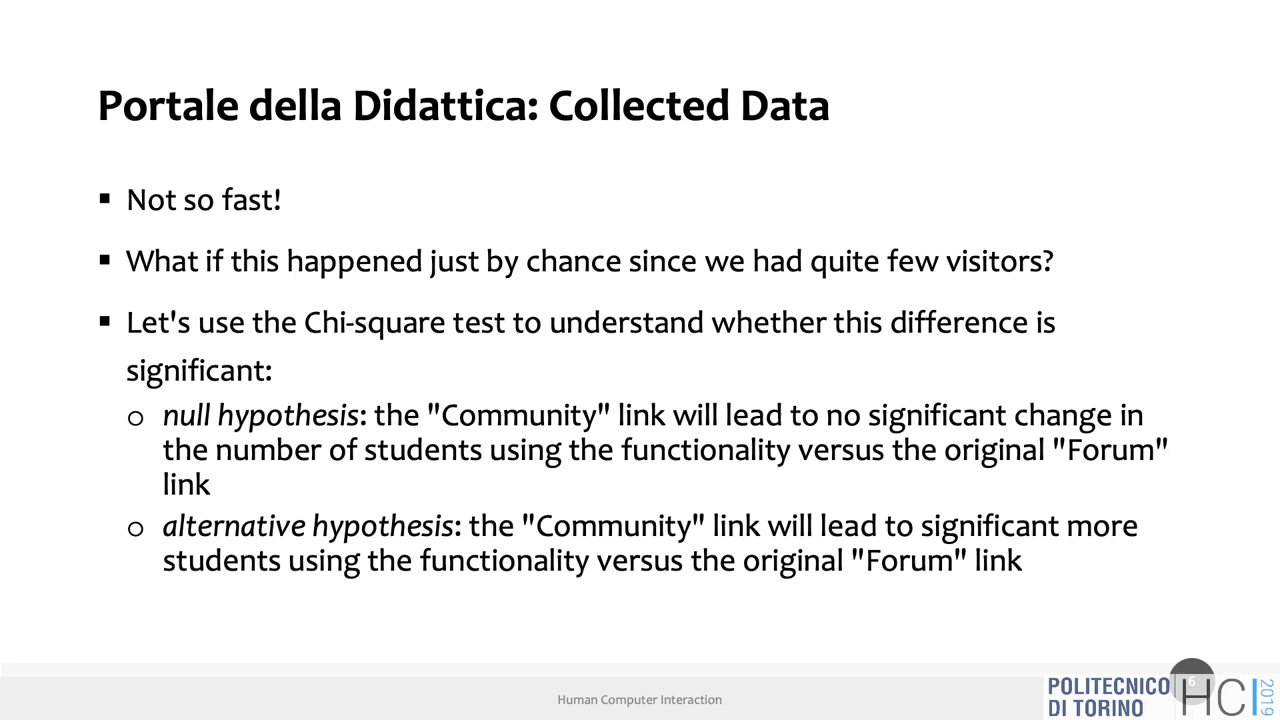 Portale della Didattica: Collected Data
▪ Not so fast!
▪ What if this happened just by chance since we had quite few visitors?
▪ Let's use the Chi-square test to understand whether this difference is
significant:
o null hypothesis: the "Community" link will lead to no significant change in
the number of students using the functionality versus the original "Forum"
link
o alternative hypothesis: the "Community" link will lead to significant more
students using the functionality versus the original "Forum" link
Human Computer Interaction
POLITECNICO
DI TORINO
HCI
2019